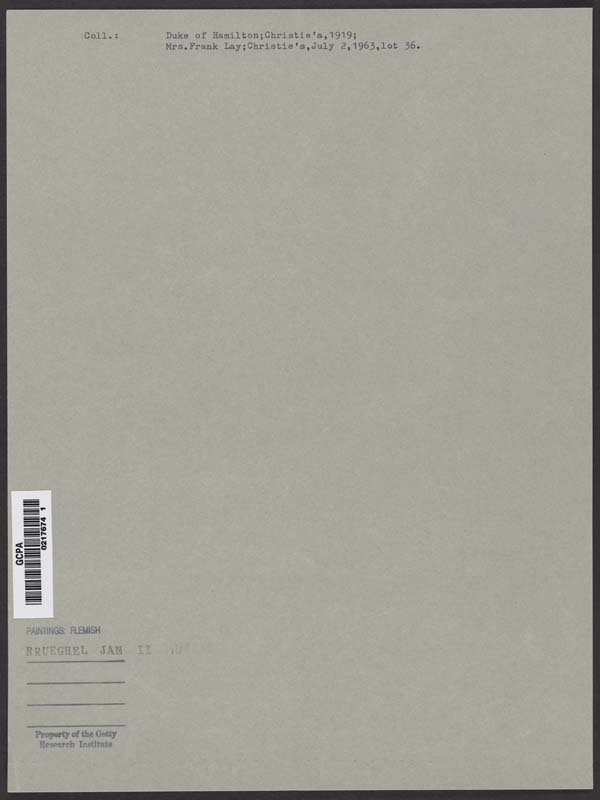 Coll.: Duke of Hamilton;Christie's,1919;
Mrs.Frank Lay;Christie's,July 2,1963,lot 36.
GCPA
0217674 1
PAINTINGS: FLEMISH
BRUEGHEL JAN II
Property of the Getty
Research Institute